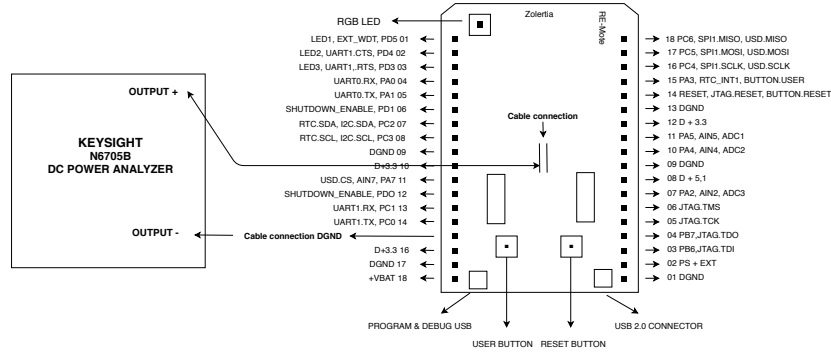 RGB LED
Zolertia
RE-Mote
LED1, EXT_WDT, PD5 01
LED2, UART1.CTS, PD4 02
LED3, UART1,.RTS, PD3 03
UART0.RX, PA0 04
UART0.TX, PA1 05
SHUTDOWN_ENABLE, PD1 06
RTC.SDA, I2C.SDA, PC2 07
RTC.SCL, I2C.SCL, PC3 08
DGND 09
D+3.3 10
USD.CS, AIN7, PA7 11
SHUTDOWN_ENABLE, PDO 12
UART1.RX, PC1 13
UART1.TX, PC0 14
D+3.3 16
DGND 17
+VBAT 18
OUTPUT +
KEYSIGHT
N6705B
DC POWER ANALYZER
OUTPUT -
Cable connection DGND
Cable connection
18 PC6, SPI1.MISO, USD.MISO
17 PC5, SPI1.MOSI, USD.MOSI
16 PC4, SPI1.SCLK, USD.SCLK
15 PA3, RTC_INT1, BUTTON.USER
14 RESET, JTAG.RESET, BUTTON.RESET
13 DGND
12 D + 3.3
11 PA5, AIN5, ADC1
10 PA4, AIN4, ADC2
09 DGND
08 D + 5,1
07 PA2, AIN2, ADC3
06 JTAG.TMS
05 JTAG.TCK
04 PB7,JTAG.TDO
03 PB6,JTAG.TDI
02 PS + EXT
01 DGND
PROGRAM & DEBUG USB
USB 2.0 CONNECTOR
USER BUTTON
RESET BUTTON